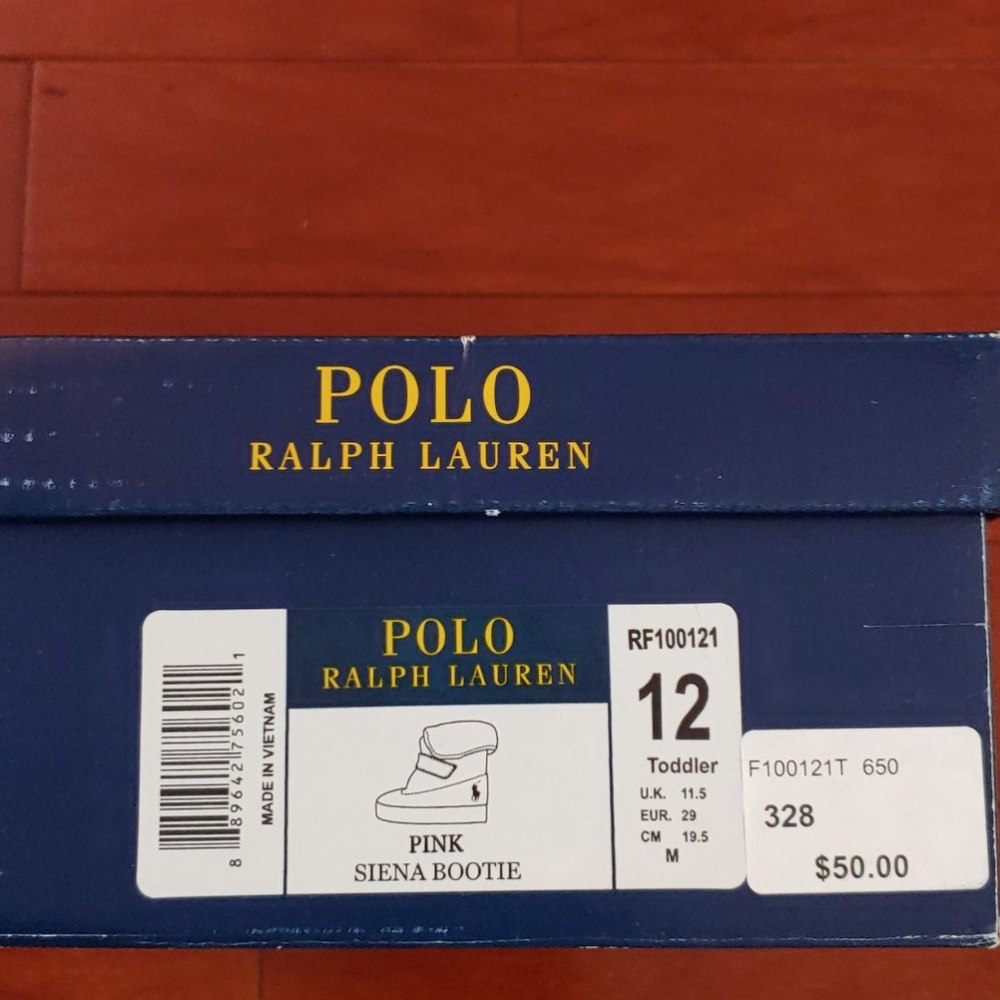 POLO
RALPH LAUREN
8 89642 75602 1
MADE IN VIETNAM
POLO
RALPH LAUREN
PINK
SIENA BOOTIE
RF100121
12
Toddler
U.K. 11.5
EUR. 29
CM 19.5
M
F100121T 650
328
$50.00